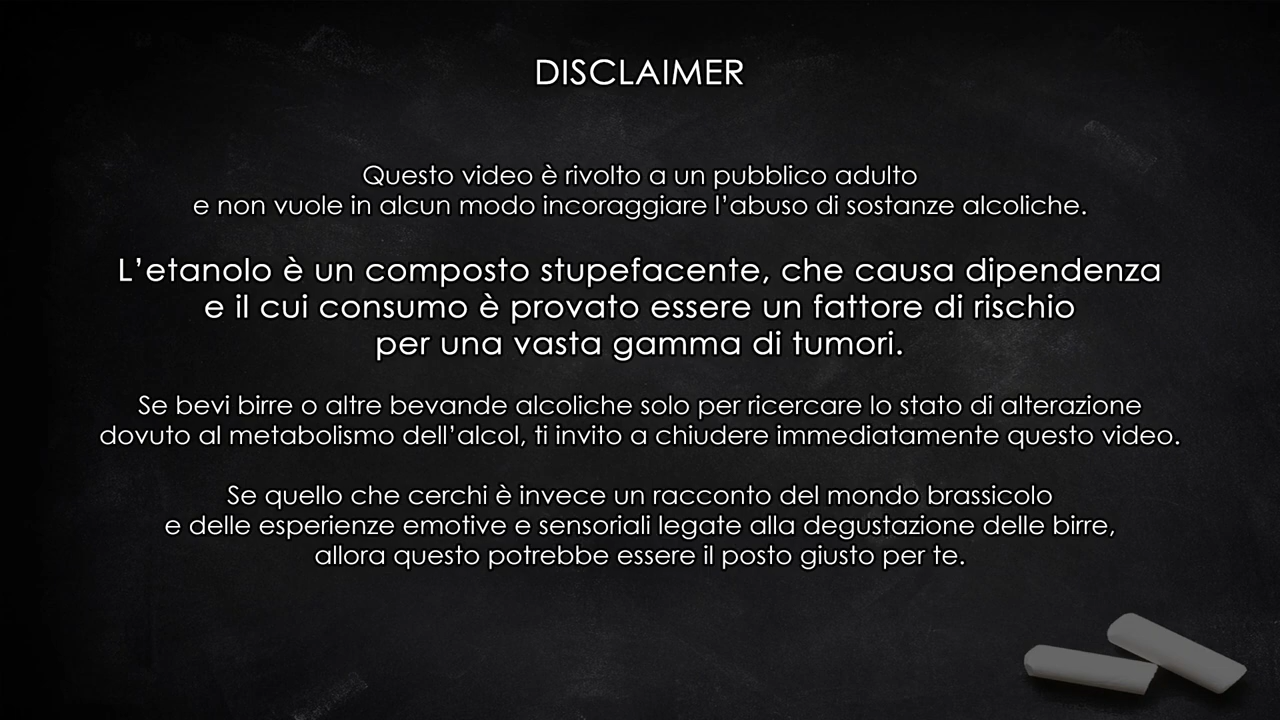 DISCLAIMER
Questo video è rivolto a un pubblico adulto
e non vuole in alcun modo incoraggiare l'abuso di sostanze alcoliche.
L'etanolo è un composto stupefacente, che causa dipendenza
e il cui consumo è provato essere un fattore di rischio
per una vasta gamma di tumori.
Se bevi birre o altre bevande alcoliche solo per ricercare lo stato di alterazione
dovuto al metabolismo dell'alcol, ti invito a chiudere immediatamente questo video.
Se quello che cerchi è invece un racconto del mondo brassicolo
e delle esperienze emotive e sensoriali legate alla degustazione delle birre,
allora questo potrebbe essere il posto giusto per te.